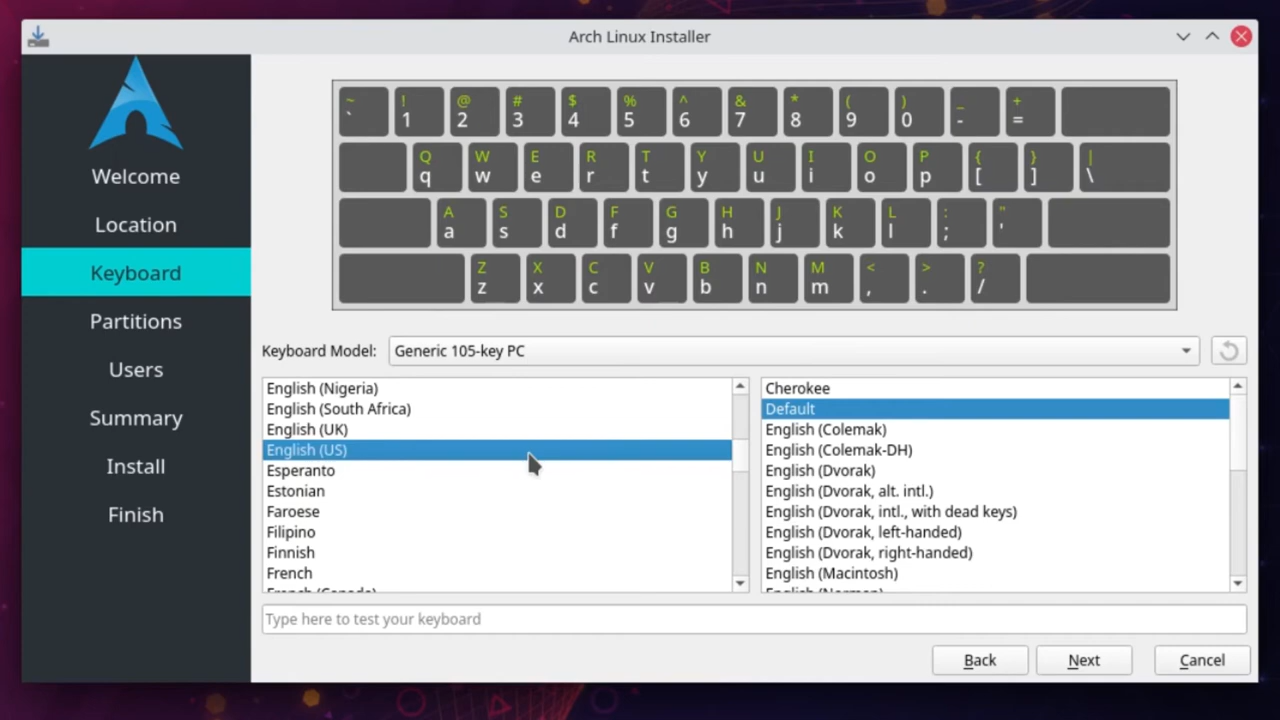 Arch Linux Installer
Welcome
Location
Keyboard
Partitions
Users
Summary
Install
Finish
~ ! @ # $ % ^ & * ( ) _ +
` 1 2 3 4 5 6 7 8 9 0 - =
Q W E R T Y U I O P { } |
q w e r t y u i o p [ ] \
A S D F G H J K L : "
a s d f g h j k l ; '
Z X C V B N M < > ?
z x c v b n m , . /
Keyboard Model: Generic 105-key PC
English (Nigeria)
English (South Africa)
English (UK)
English (US)
Esperanto
Estonian
Faroese
Filipino
Finnish
French
French (Canada)
Cherokee
Default
English (Colemak)
English (Colemak-DH)
English (Dvorak)
English (Dvorak, alt. intl.)
English (Dvorak, intl., with dead keys)
English (Dvorak, left-handed)
English (Dvorak, right-handed)
English (Macintosh)
English (Norman)
Type here to test your keyboard
Back
Next
Cancel